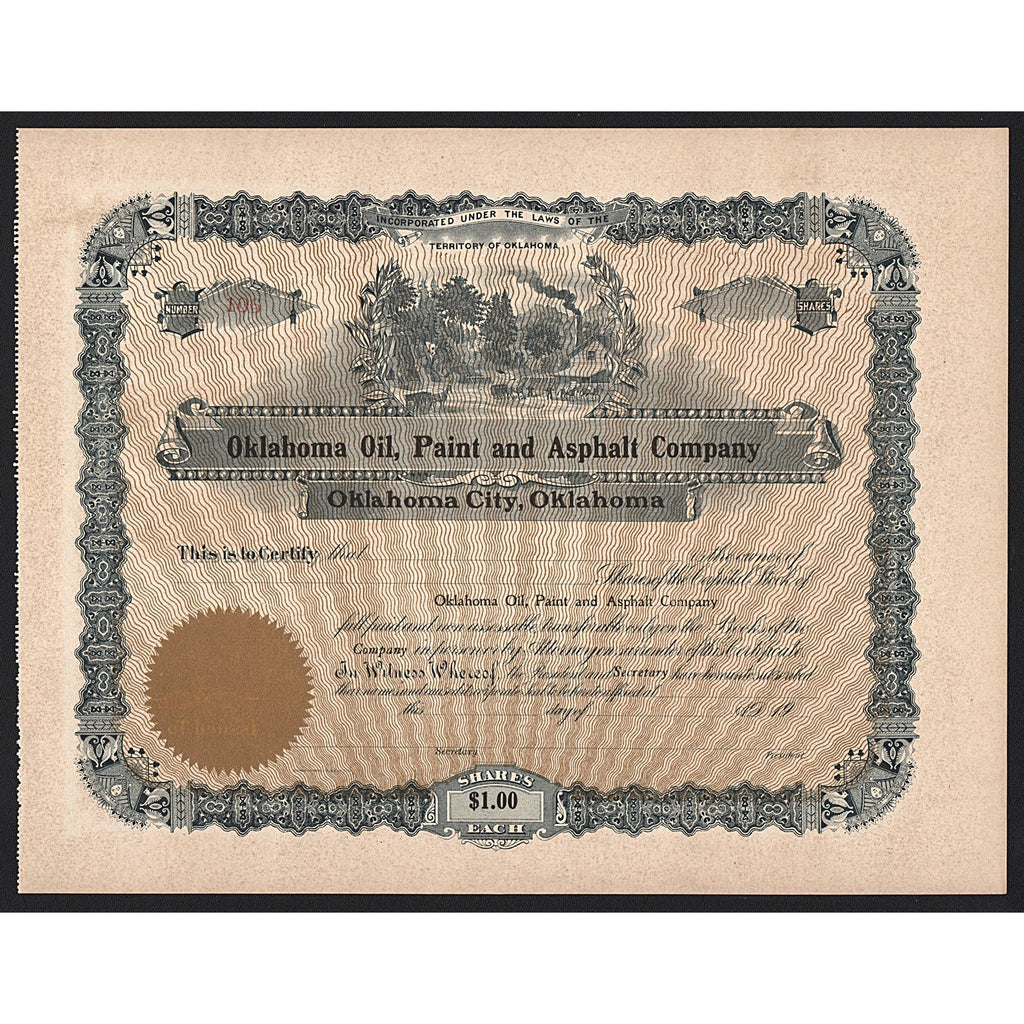 INCORPORATED UNDER THE LAWS OF THE
TERRITORY OF OKLAHOMA
NUMBER 105 SHARES
Oklahoma Oil, Paint and Asphalt Company
Oklahoma City, Oklahoma
This is to Certify that the owner of
Shares of the Capital Stock of
Oklahoma Oil, Paint and Asphalt Company
full paid and non assessable, transferable only on the Books of the
Company in person or by Attorney on surrender of this Certificate
In Witness Whereof, the President and Secretary have hereunto subscribed
their names and caused the corporate seal to be hereto affixed at
this day of A.D. 19
Secretary President
SHARES
$1.00
EACH